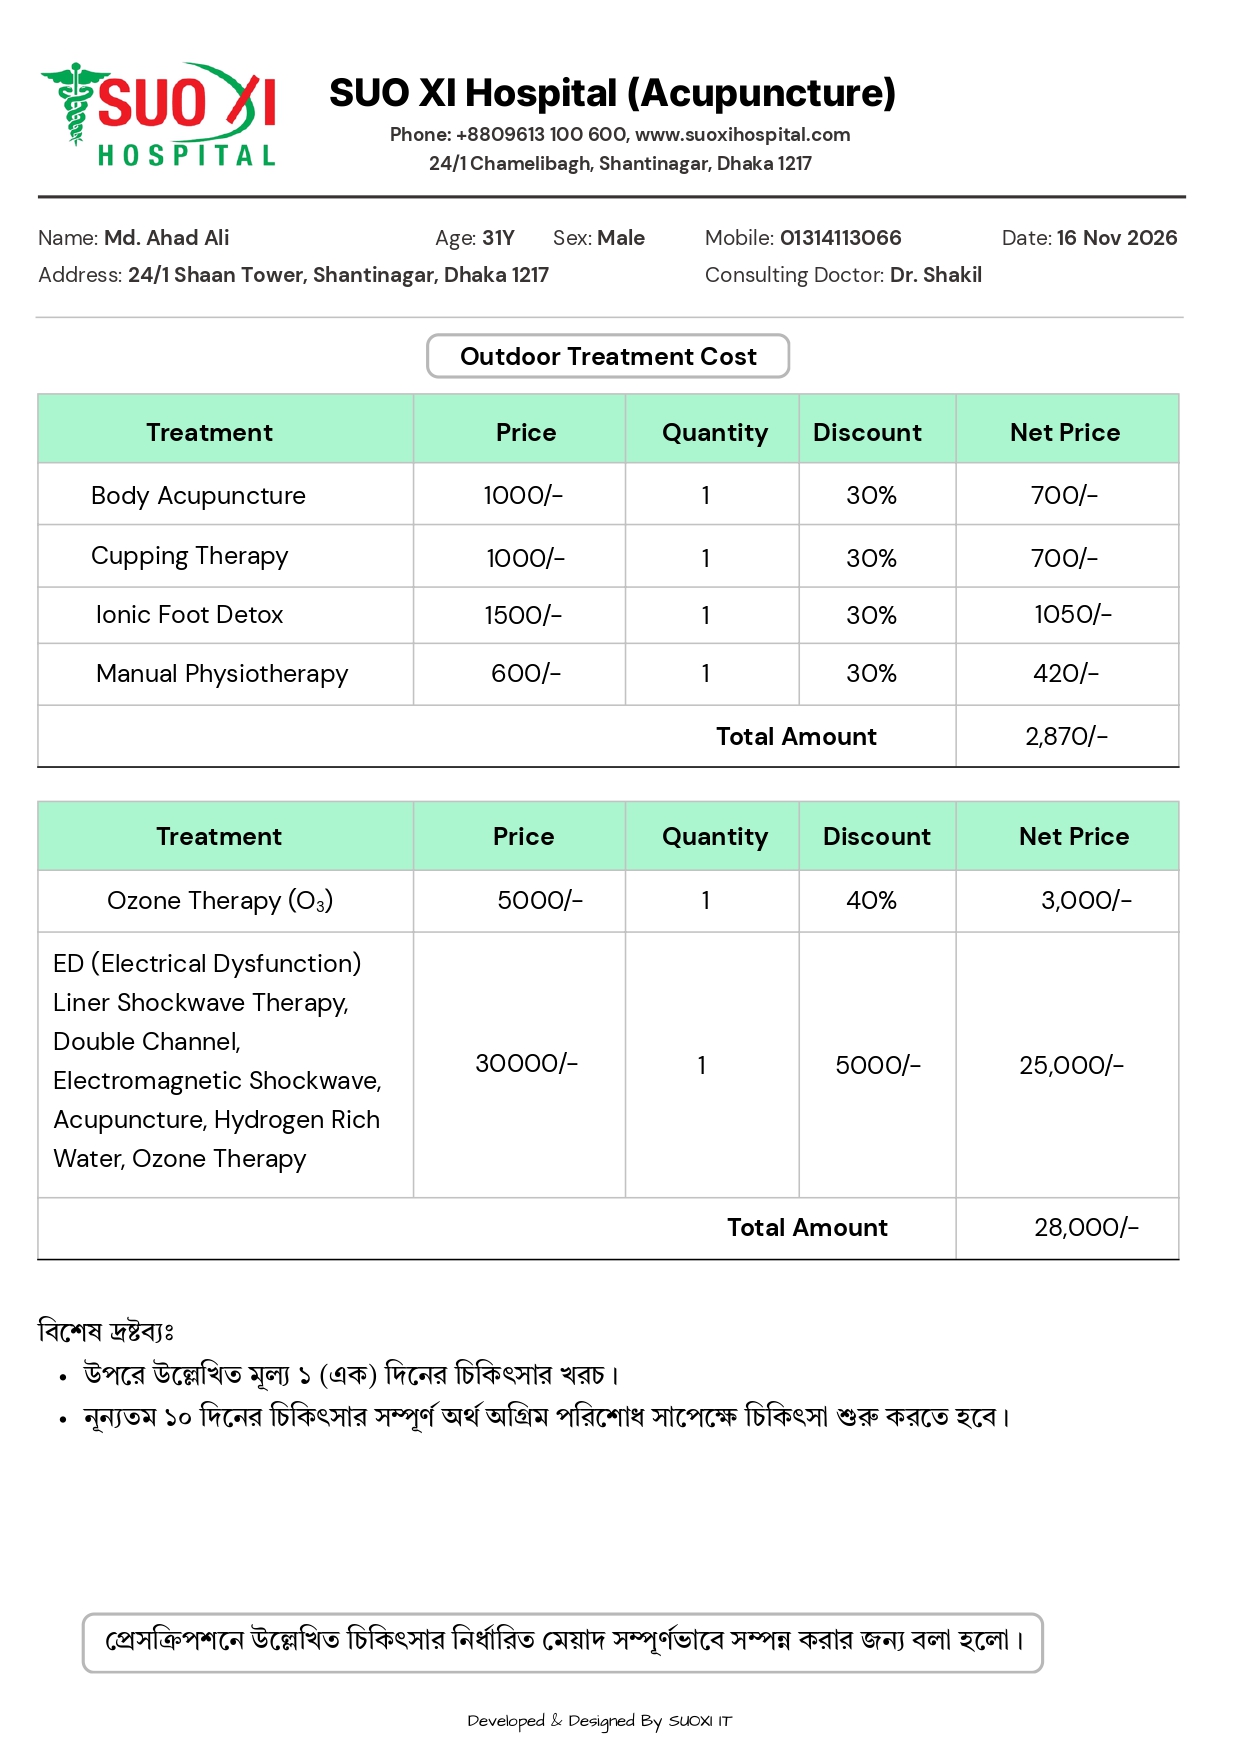 SUO XI
HOSPITAL
SUO XI Hospital (Acupuncture)
Phone: +8809613 100 600, www.suoxihospital.com
24/1 Chamelibagh, Shantinagar, Dhaka 1217
Name: Md. Ahad Ali Age: 31Y Sex: Male Mobile: 01314113066 Date: 16 Nov 2026
Address: 24/1 Shaan Tower, Shantinagar, Dhaka 1217 Consulting Doctor: Dr. Shakil
Outdoor Treatment Cost
Treatment Price Quantity Discount Net Price
Body Acupuncture 1000/- 1 30% 700/-
Cupping Therapy 1000/- 1 30% 700/-
Ionic Foot Detox 1500/- 1 30% 1050/-
Manual Physiotherapy 600/- 1 30% 420/-
Total Amount 2,870/-
Treatment Price Quantity Discount Net Price
Ozone Therapy (O₃) 5000/- 1 40% 3,000/-
ED (Electrical Dysfunction)
Liner Shockwave Therapy,
Double Channel,
Electromagnetic Shockwave,
Acupuncture, Hydrogen Rich
Water, Ozone Therapy
30000/- 1 5000/- 25,000/-
Total Amount 28,000/-
বিশেষ দ্রষ্টব্যঃ
• উপরে উল্লেখিত মূল্য ১ (এক) দিনের চিকিৎসার খরচ।
• নূন্যতম ১০ দিনের চিকিৎসার সম্পূর্ণ অর্থ অগ্রিম পরিশোধ সাপেক্ষে চিকিৎসা শুরু করতে হবে।
প্রেসক্রিপশনে উল্লেখিত চিকিৎসার নির্ধারিত মেয়াদ সম্পূর্ণভাবে সম্পন্ন করার জন্য বলা হলো।
Developed & Designed By SUOXI IT